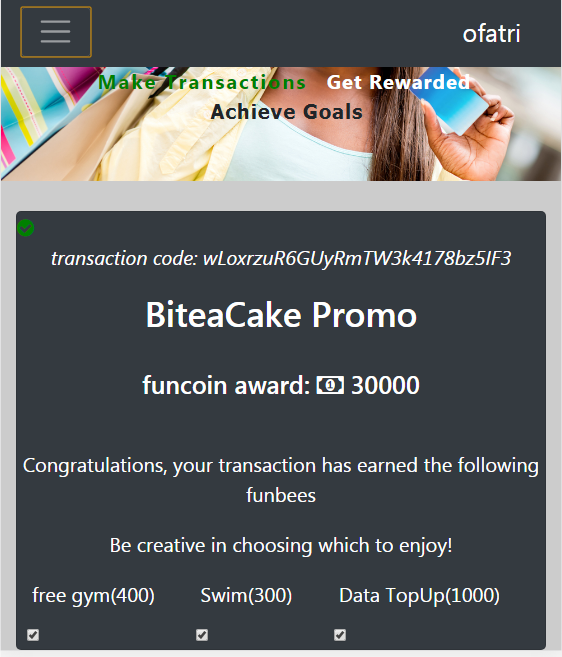 ofatri
Make Transactions Get Rewarded
Achieve Goals
transaction code: wLoxrzuR6GUyRmTW3k4178bz5IF3
BiteaCake Promo
funcoin award: 30000
Congratulations, your transaction has earned the following
funbees
Be creative in choosing which to enjoy!
free gym(400) Swim(300) Data TopUp(1000)